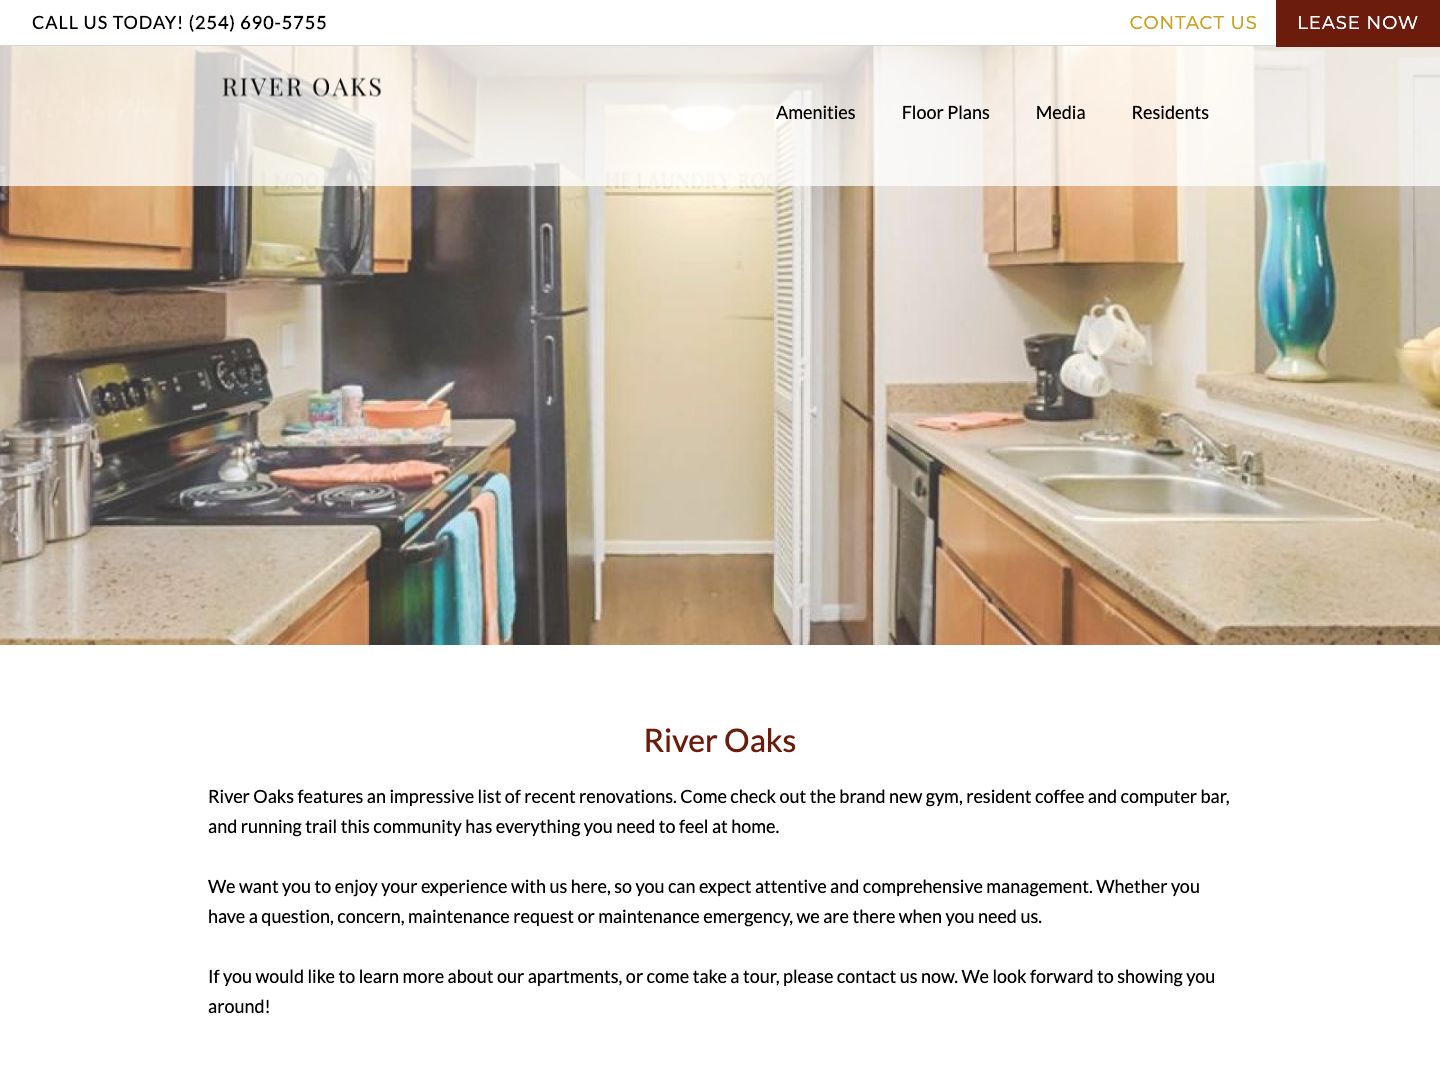 CALL US TODAY! (254) 690-5755
CONTACT US
LEASE NOW
RIVER OAKS
Amenities
Floor Plans
Media
Residents
HE LAUNDRY ROO
River Oaks
River Oaks features an impressive list of recent renovations. Come check out the brand new gym, resident coffee and computer bar,
and running trail this community has everything you need to feel at home.
We want you to enjoy your experience with us here, so you can expect attentive and comprehensive management. Whether you
have a question, concern, maintenance request or maintenance emergency, we are there when you need us.
If you would like to learn more about our apartments, or come take a tour, please contact us now. We look forward to showing you
around!